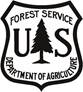 FOREST SERVICE
U S
DEPARTMENT OF AGRICULTURE